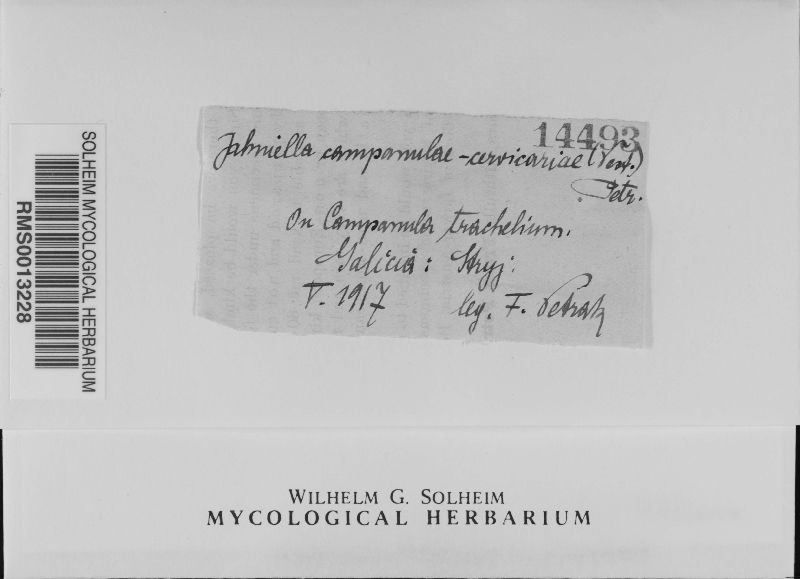 14493
Jahniella campanulae-cervicariae (Vest.)
Petr.
On Campanula trachelium.
Galicia: Stryj.
V. 1917 leg. F. Petrak
SOLHEIM MYCOLOGICAL HERBARIUM
RMS0013228
WILHELM G. SOLHEIM
MYCOLOGICAL HERBARIUM